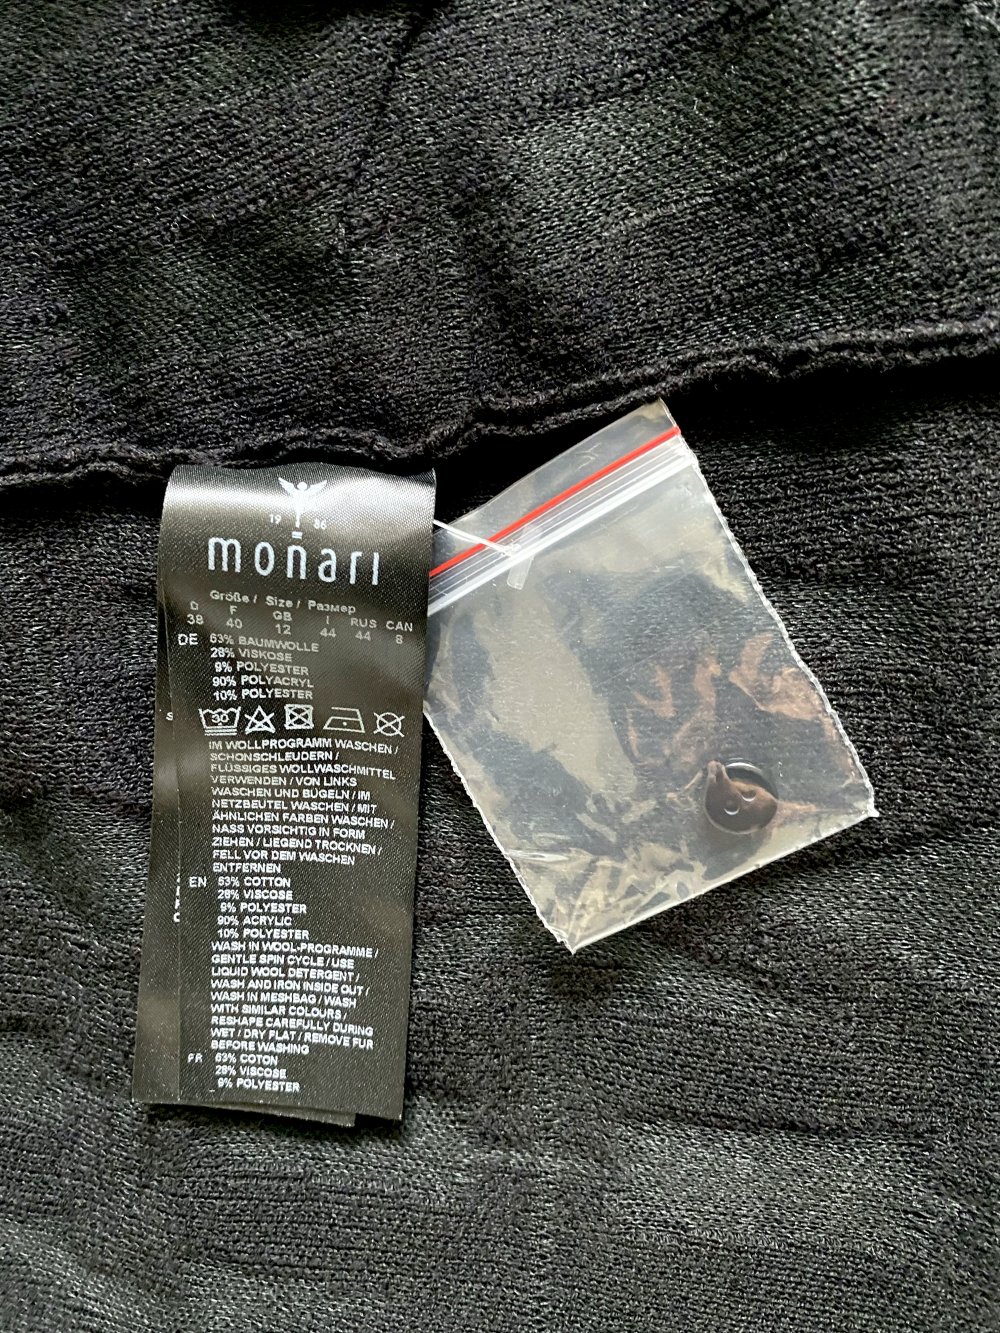 19 36
monari
Größe / Size / Размер
D F GB I RUS CAN
38 40 12 44 44 8
DE 63% BAUMWOLLE
28% VISKOSE
9% POLYESTER
90% POLYACRYL
10% POLYESTER
30
IM WOLLPROGRAMM WASCHEN /
SCHONSCHLEUDERN /
FLÜSSIGES WOLLWASCHMITTEL
VERWENDEN / VON LINKS
WASCHEN UND BÜGELN / IM
NETZBEUTEL WASCHEN / MIT
ÄHNLICHEN FARBEN WASCHEN /
NASS VORSICHTIG IN FORM
ZIEHEN / LIEGEND TROCKNEN /
FELL VOR DEM WASCHEN
ENTFERNEN
EN 63% COTTON
28% VISCOSE
9% POLYESTER
90% ACRYLIC
10% POLYESTER
WASH IN WOOL-PROGRAMME /
GENTLE SPIN CYCLE / USE
LIQUID WOOL DETERGENT /
WASH AND IRON INSIDE OUT /
WASH IN MESHBAG / WASH
WITH SIMILAR COLOURS /
RESHAPE CAREFULLY DURING
WET / DRY FLAT / REMOVE FUR
BEFORE WASHING
FR 63% COTON
28% VISCOSE
9% POLYESTER